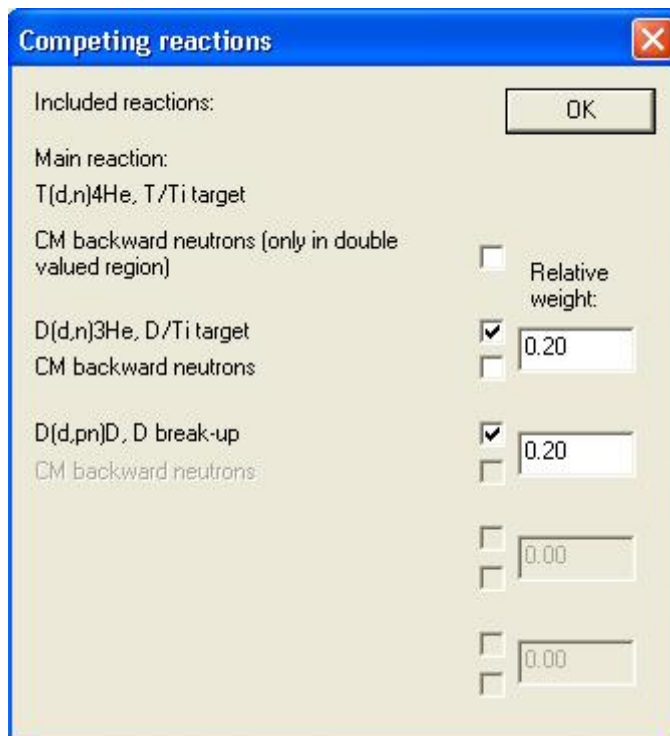 Competing reactions
Included reactions:
OK
Main reaction:
T(d,n)4He, T/Ti target
CM backward neutrons (only in double
valued region)
Relative
weight:
D(d,n)3He, D/Ti target
0.20
CM backward neutrons
D(d,pn)D, D break-up
0.20
CM backward neutrons
0.00
0.00